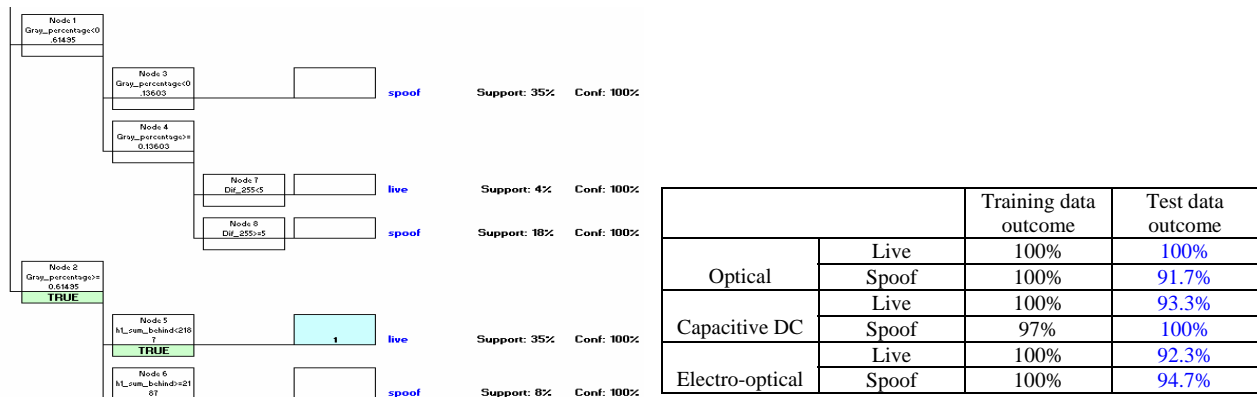 Node 1
Gray_percentage<0
.61495
Node 3
Gray_percentage<0
.13603
spoof Support: 35% Conf: 100%
Node 4
Gray_percentage>=
0.13603
Node 7
Dif_255<5
live Support: 4% Conf: 100%
Node 8
Dif_255>=5
spoof Support: 18% Conf: 100%
Node 2
Gray_percentage>=
0.61495
TRUE
Node 5
h1_sum_behind<218
7
TRUE
1
live Support: 35% Conf: 100%
Node 6
h1_sum_behind>=21
87
spoof Support: 8% Conf: 100%
Training data outcome Test data outcome
Optical Live 100% 100%
Spoof 100% 91.7%
Capacitive DC Live 100% 93.3%
Spoof 97% 100%
Electro-optical Live 100% 92.3%
Spoof 100% 94.7%